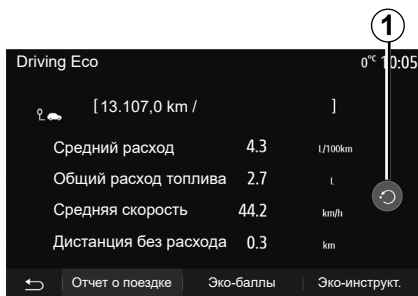 1
Driving Eco 0°C 10:05
[ 13.107,0 km / ]
Средний расход 4.3 L/100km
Общий расход топлива 2.7 L
Средняя скорость 44.2 km/h
Дистанция без расхода 0.3 km
Отчет о поездке Эко-баллы Эко-инструкт.